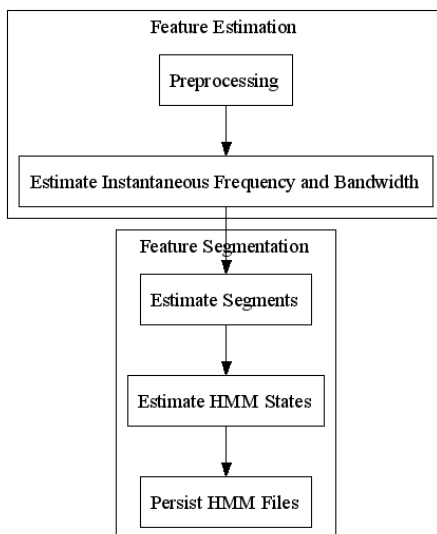 Feature Estimation
Preprocessing
Estimate Instantaneous Frequency and Bandwidth
Feature Segmentation
Estimate Segments
Estimate HMM States
Persist HMM Files